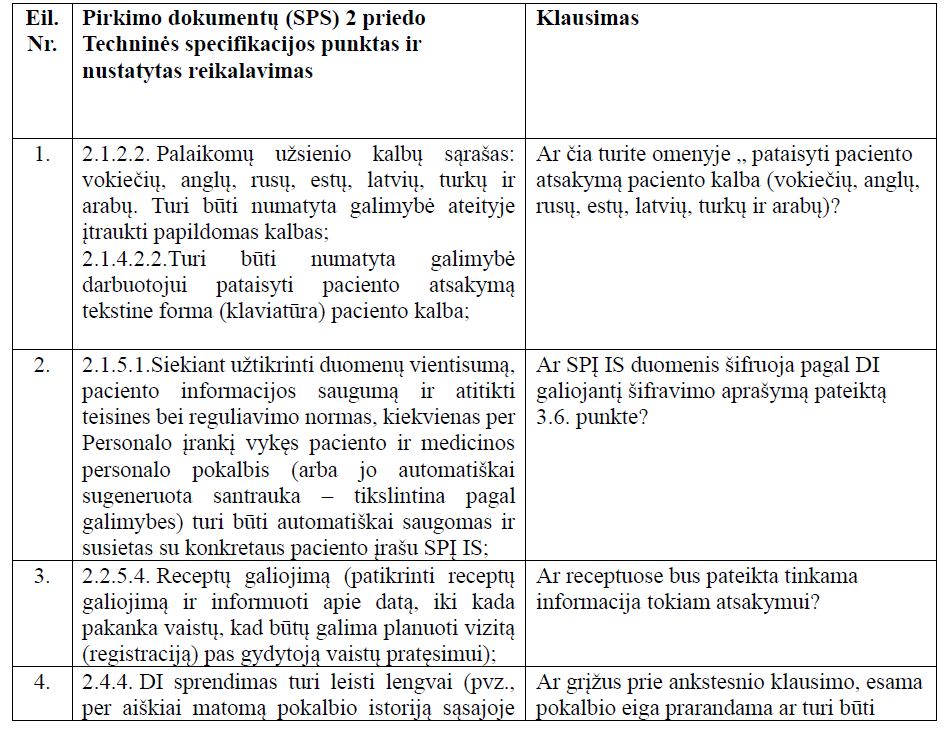 Eil.
Nr.
Pirkimo dokumentų (SPS) 2 priedo
Techninės specifikacijos punktas ir
nustatytas reikalavimas
Klausimas
1.
2.1.2.2. Palaikomų užsienio kalbų sąrašas:
vokiečių, anglų, rusų, estų, latvių, turkų ir
arabų. Turi būti numatyta galimybė ateityje
įtraukti papildomas kalbas;
2.1.4.2.2.Turi būti numatyta galimybė
darbuotojui pataisyti paciento atsakymą
tekstine forma (klaviatūra) paciento kalba;
Ar čia turite omenyje ,, pataisyti paciento
atsakymą paciento kalba (vokiečių, anglų,
rusų, estų, latvių, turkų ir arabų)?
2.
2.1.5.1.Siekiant užtikrinti duomenų vientisumą,
paciento informacijos saugumą ir atitikti
teisines bei reguliavimo normas, kiekvienas per
Personalo įrankį vykęs paciento ir medicinos
personalo pokalbis (arba jo automatiškai
sugeneruota santrauka – tikslintina pagal
galimybes) turi būti automatiškai saugomas ir
susietas su konkretaus paciento įrašu SPĮ IS;
Ar SPĮ IS duomenis šifruoja pagal DI
galiojantį šifravimo aprašymą pateiktą
3.6. punkte?
3.
2.2.5.4. Receptų galiojimą (patikrinti receptų
galiojimą ir informuoti apie datą, iki kada
pakanka vaistų, kad būtų galima planuoti vizitą
(registraciją) pas gydytoją vaistų pratęsimui);
Ar receptuose bus pateikta tinkama
informacija tokiam atsakymui?
4.
2.4.4. DI sprendimas turi leisti lengvai (pvz.,
per aiškiai matomą pokalbio istoriją sąsajoje
Ar grįžus prie ankstesnio klausimo, esama
pokalbio eiga prarandama ar turi būti